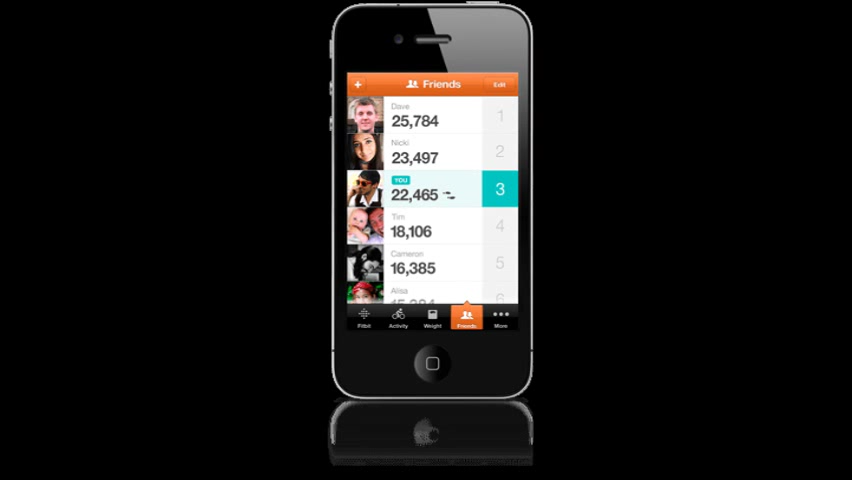 + Friends Edit
Dave
25,784
1
Nicki
23,497
2
YOU
22,465
3
Tim
18,106
4
Cameron
16,385
5
Alisa
6
Fitbit Activity Weight Friends More